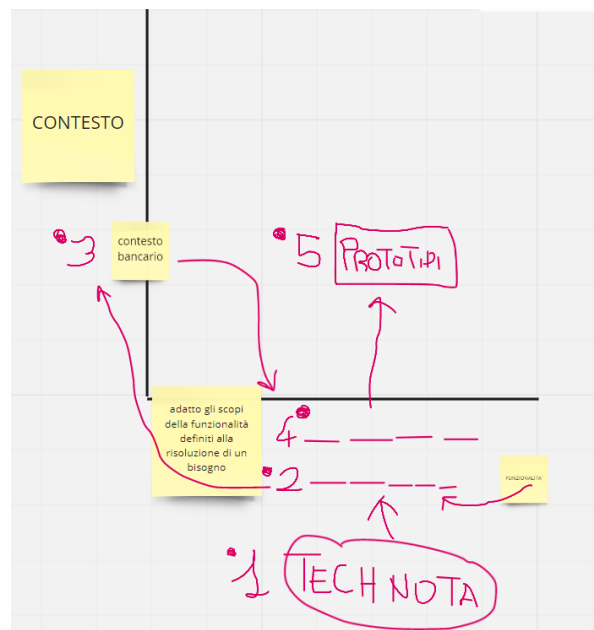 CONTESTO
3
contesto
bancario
5 PROTOTIPI
adatto gli scopi
della funzionalità
definiti alla
risoluzione di un
bisogno
4
2
FUNZIONALITA'
1 TECH NOTA